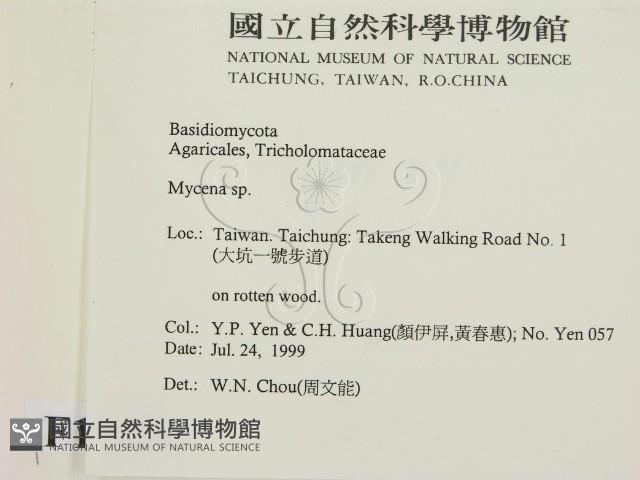 國立自然科學博物館
NATIONAL MUSEUM OF NATURAL SCIENCE
TAICHUNG, TAIWAN, R.O.CHINA
Basidiomycota
Agaricales, Tricholomataceae
Mycena sp.
Loc.: Taiwan. Taichung: Takeng Walking Road No. 1
(大坑一號步道)
on rotten wood.
Col.: Y.P. Yen & C.H. Huang(顏伊屏,黃春惠); No. Yen 057
Date: Jul. 24, 1999
Det.: W.N. Chou(周文能)
國立自然科學博物館
NATIONAL MUSEUM OF NATURAL SCIENCE